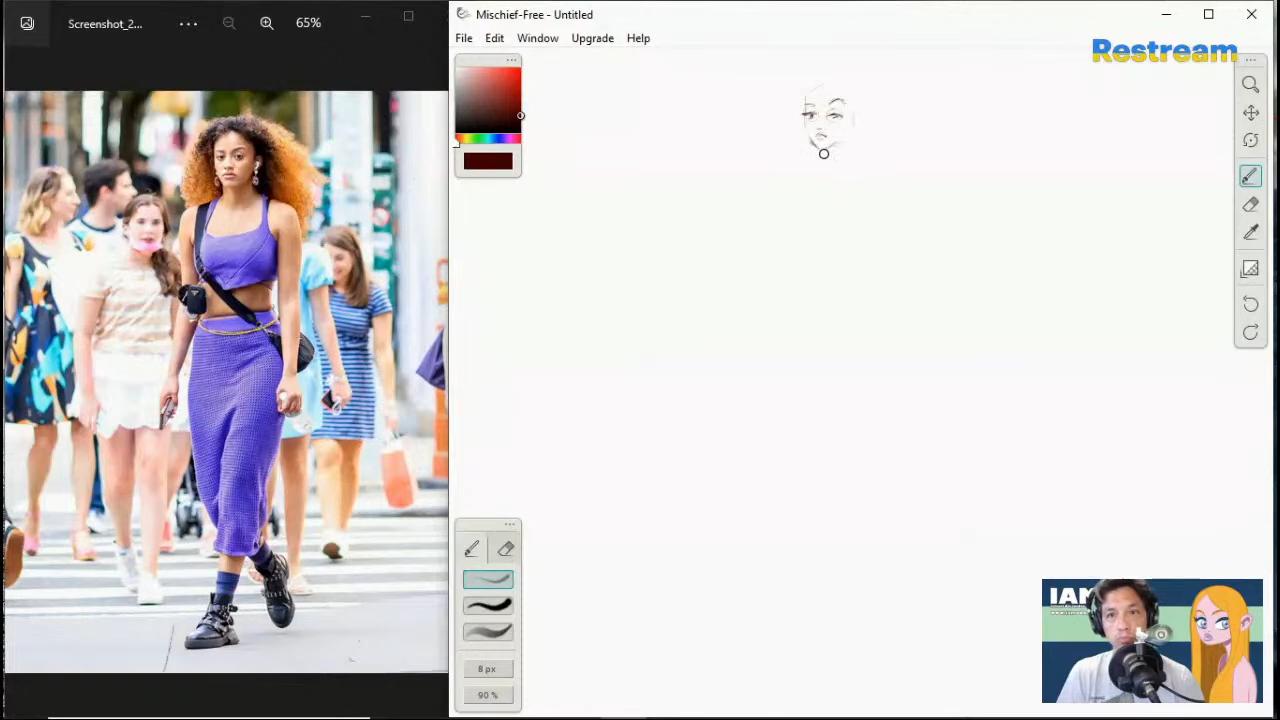 Screenshot_2...
65%
Mischief-Free - Untitled
File Edit Window Upgrade Help
Restream
8 px
90 %
IAM